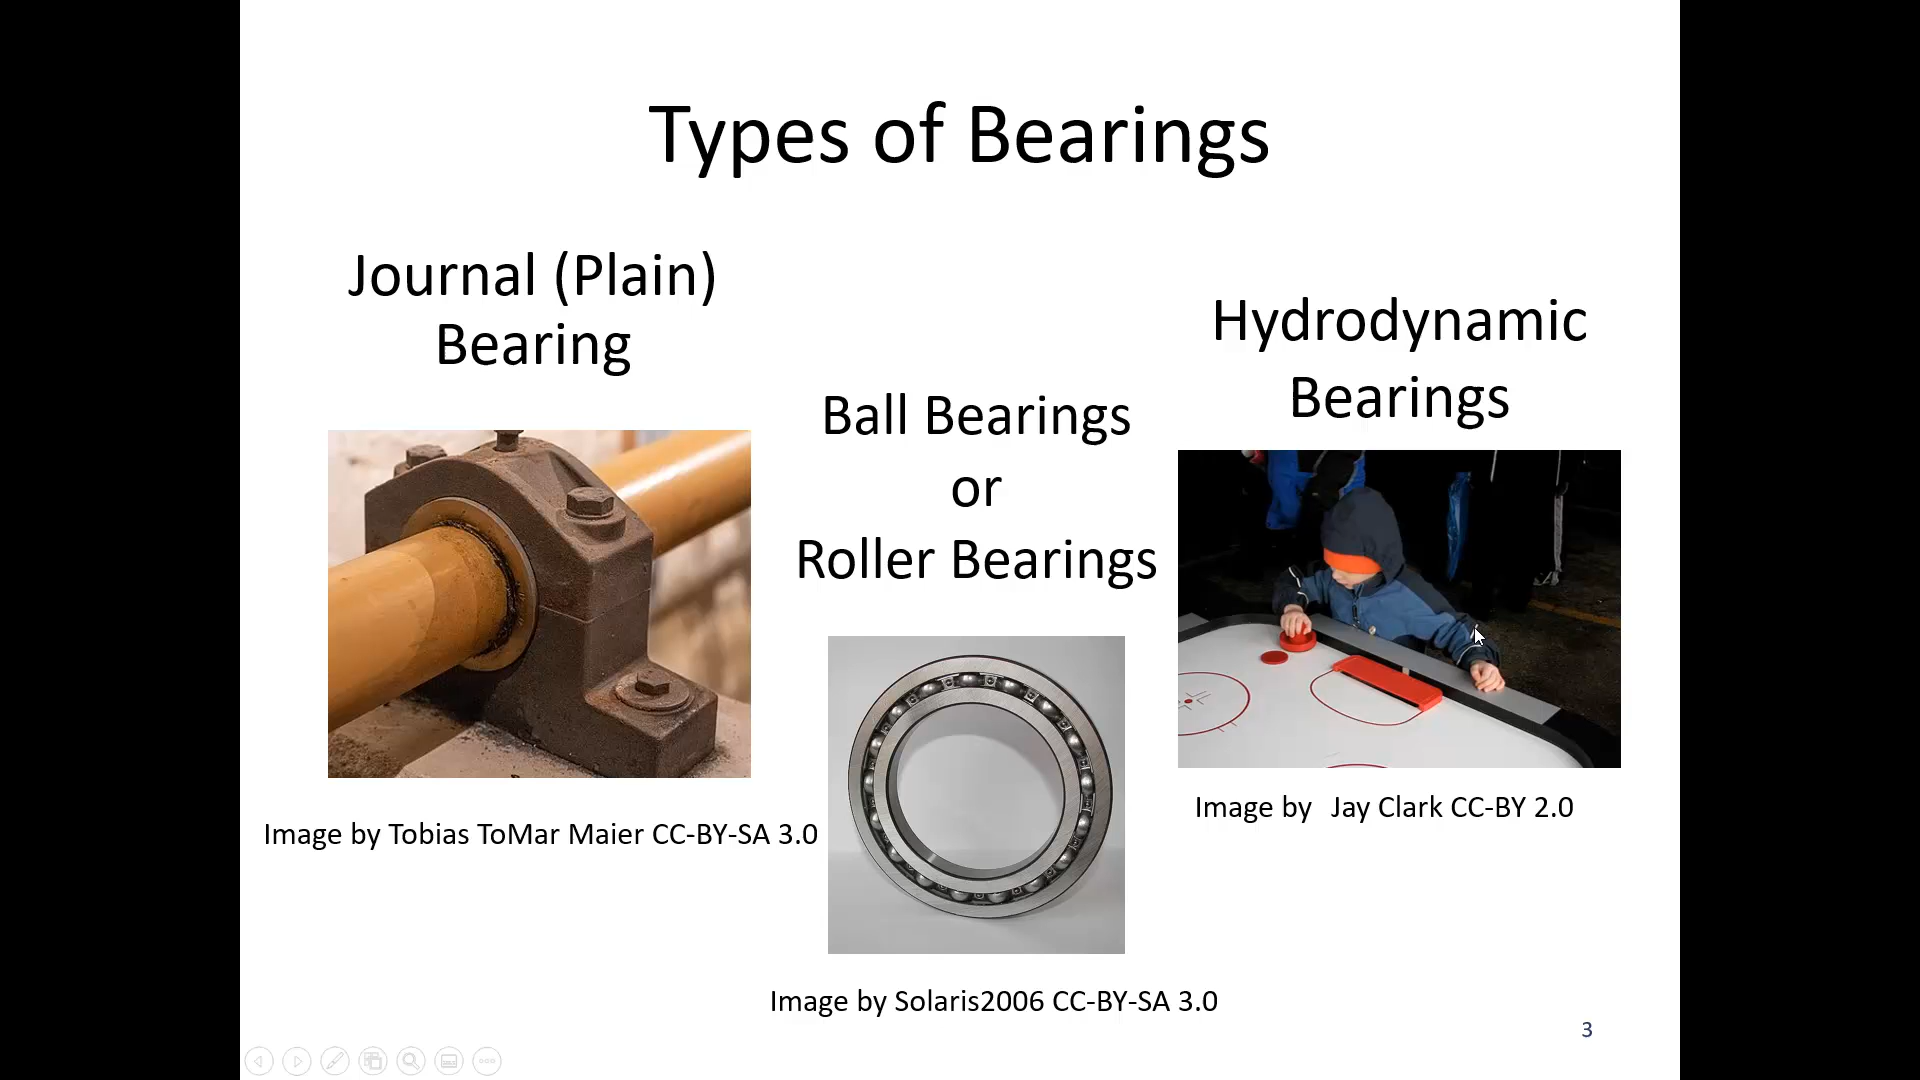 Types of Bearings
Journal (Plain)
Bearing
Ball Bearings
or
Roller Bearings
Hydrodynamic
Bearings
Image by Tobias ToMar Maier CC-BY-SA 3.0
Image by Solaris2006 CC-BY-SA 3.0
Image by Jay Clark CC-BY 2.0
3